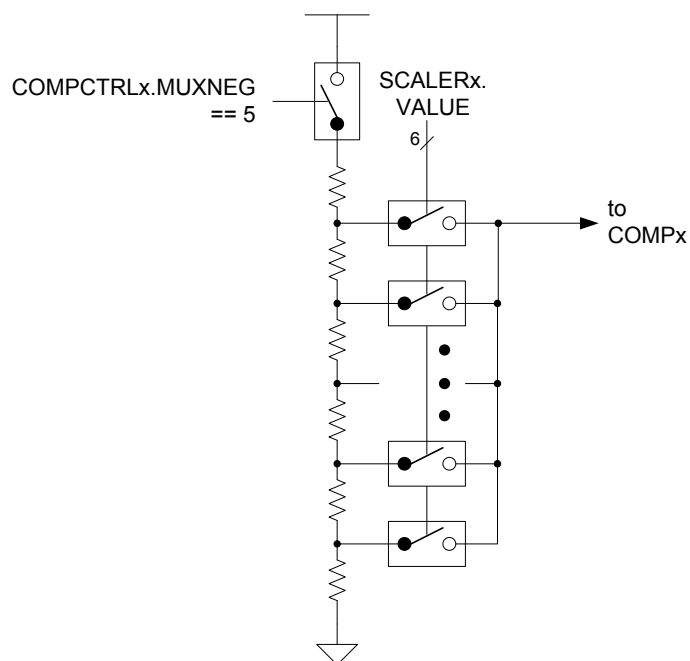 COMPCTRLx.MUXNEG
== 5
SCALERx.
VALUE
6
to
COMPx